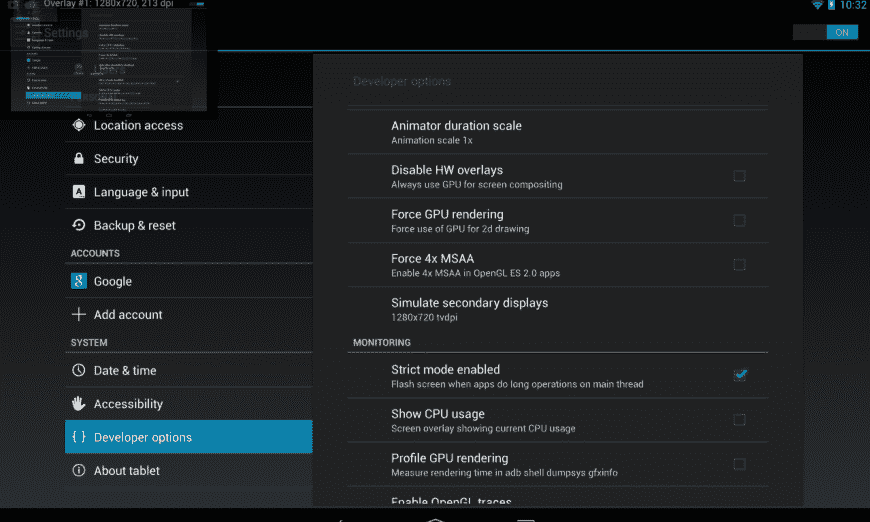 Overlay #1: 1280x720, 213 dpi
10:32
Settings
ON
Developer options
Location access
Security
Language & input
Backup & reset
ACCOUNTS
Google
Add account
SYSTEM
Date & time
Accessibility
{ } Developer options
About tablet
Animator duration scale
Animation scale 1x
Disable HW overlays
Always use GPU for screen compositing
Force GPU rendering
Force use of GPU for 2d drawing
Force 4x MSAA
Enable 4x MSAA in OpenGL ES 2.0 apps
Simulate secondary displays
1280x720 tvdpi
MONITORING
Strict mode enabled
Flash screen when apps do long operations on main thread
Show CPU usage
Screen overlay showing current CPU usage
Profile GPU rendering
Measure rendering time in adb shell dumpsys gfxinfo
Enable OpenGL traces